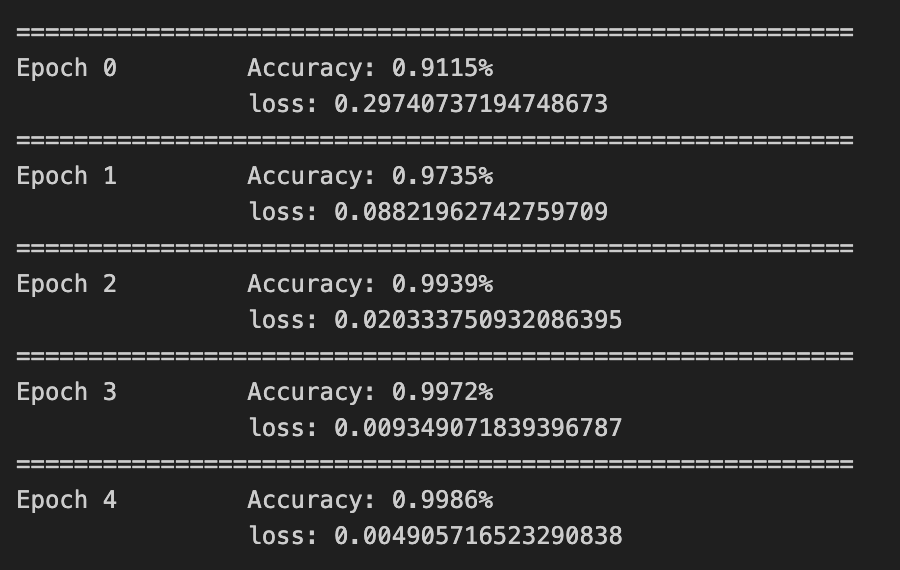 ==========================================================
Epoch 0         Accuracy: 0.9115%
                loss: 0.29740737194748673
==========================================================
Epoch 1         Accuracy: 0.9735%
                loss: 0.08821962742759709
==========================================================
Epoch 2         Accuracy: 0.9939%
                loss: 0.020333750932086395
==========================================================
Epoch 3         Accuracy: 0.9972%
                loss: 0.009349071839396787
==========================================================
Epoch 4         Accuracy: 0.9986%
                loss: 0.004905716523290838